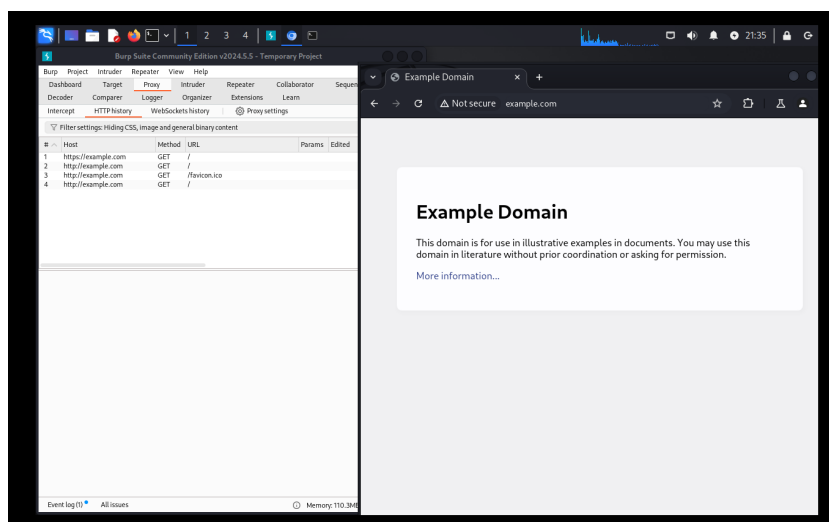 1 2 3 4
21:35
Burp Suite Community Edition v2024.5.5 - Temporary Project
Burp Project Intruder Repeater View Help
Dashboard Target Proxy Intruder Repeater Collaborator Sequen
Decoder Comparer Logger Organizer Extensions Learn
Intercept HTTP history WebSockets history Proxy settings
Filter settings: Hiding CSS, image and general binary content
# Host Method URL Params Edited
1 https://example.com GET /
2 http://example.com GET /
3 http://example.com GET /favicon.ico
4 http://example.com GET /
Event log (1) All issues Memory: 110.3MB
Example Domain
Not secure example.com
Example Domain
This domain is for use in illustrative examples in documents. You may use this
domain in literature without prior coordination or asking for permission.
More information...